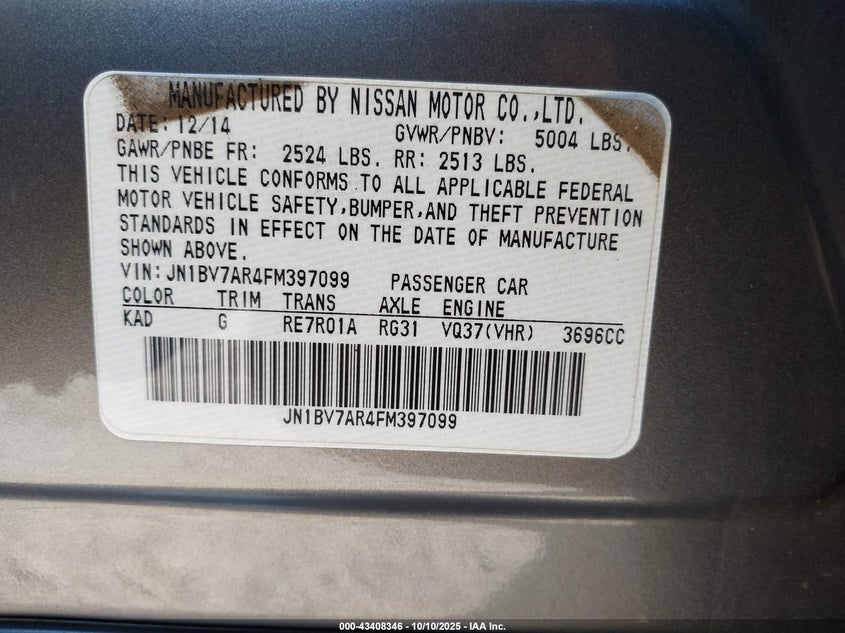 MANUFACTURED BY NISSAN MOTOR CO.,LTD.
DATE: 12/14 GVWR/PNBV: 5004 LBS.
GAWR/PNBE FR: 2524 LBS. RR: 2513 LBS.
THIS VEHICLE CONFORMS TO ALL APPLICABLE FEDERAL
MOTOR VEHICLE SAFETY,BUMPER,AND THEFT PREVENTION
STANDARDS IN EFFECT ON THE DATE OF MANUFACTURE
SHOWN ABOVE.
VIN: JN1BV7AR4FM397099 PASSENGER CAR
COLOR TRIM TRANS AXLE ENGINE
KAD G RE7R01A RG31 VQ37(VHR) 3696CC
JN1BV7AR4FM397099
000-43408346 - 10/10/2025 - IAA Inc.